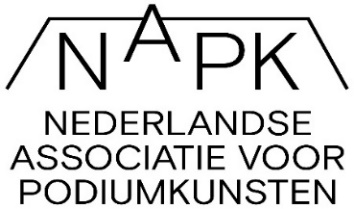 NAPK
NEDERLANDSE
ASSOCIATIE VOOR
PODIUMKUNSTEN